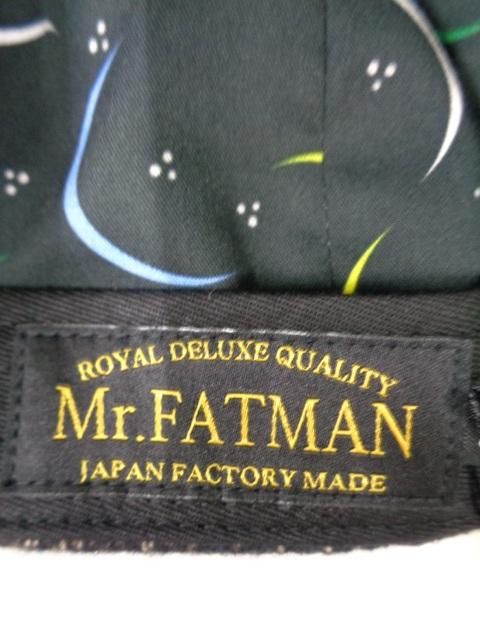 ROYAL DELUXE QUALITY
Mr.FATMAN
JAPAN FACTORY MADE